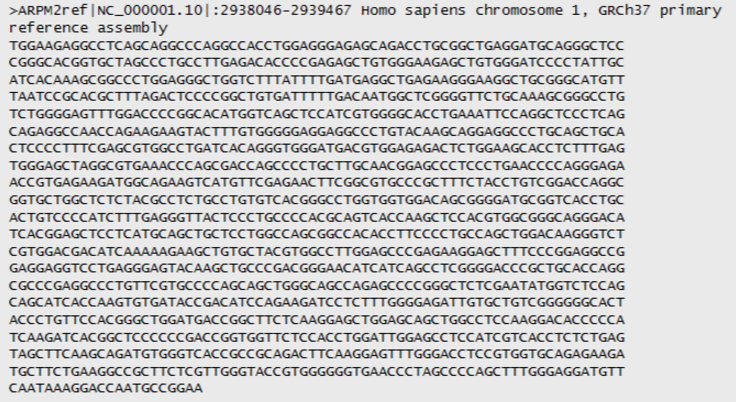 >ARPM2ref|NC_000001.10|:2938046-2939467 Homo sapiens chromosome 1, GRCh37 primary
reference assembly
TGGAAGAGGCCTCAGCAGGCCCAGGCCACCTGGAGGGAGAGCAGACCTGCGGCTGAGGATGCAGGGCTCC
CGGGCACGGTGCTAGCCCTGCCTTGAGACACCCCGAGAGCTGTGGGAAGAGCTGTGGGATCCCCTATTGC
ATCACAAAGCGGCCCTGGAGGGCTGGTCTTTATTTTGATGAGGCTGAGAAGGGAAGGCTGCGGGCATGTT
TAATCCGCACGCTTTAGACTCCCCGGCTGTGATTTTTGACAATGGCTCGGGGTTCTGCAAAGCGGGCCTG
TCTGGGGAGTTTGGACCCCGGCACATGGTCAGCTCCATCGTGGGGCACCTGAAATTCCAGGCTCCCTCAG
CAGAGGCCAACCAGAAGAAGTACTTTGTGGGGGAGGAGGCCCTGTACAAGCAGGAGGCCCTGCAGCTGCA
CTCCCCTTTCGAGCGTGGCCTGATCACAGGGTGGGATGACGTGGAGAGACTCTGGAAGCACCTCTTTGAG
TGGGAGCTAGGCGTGAAACCCAGCGACCAGCCCCTGCTTGCAACGGAGCCCTCCCTGAACCCCAGGGAGA
ACCGTGAGAAGATGGCAGAAGTCATGTTCGAGAACTTCGGCGTGCCCGCTTTCTACCTGTCGGACCAGGC
GGTGCTGGCTCTCTACGCCTCTGCCTGTGTCACGGGCCTGGTGGTGGACAGCGGGGATGCGGTCACCTGC
ACTGTCCCCATCTTTGAGGGTTACTCCCTGCCCCACGCAGTCACCAAGCTCCACGTGGCGGGCAGGGACA
TCACGGAGCTCCTCATGCAGCTGCTCCTGGCCAGCGGCCACACCTTCCCCTGCCAGCTGGACAAGGGTCT
CGTGGACGACATCAAAAAGAAGCTGTGCTACGTGGCCTTGGAGCCCGAGAAGGAGCTTTCCCGGAGGCCG
GAGGAGGTCCTGAGGGAGTACAAGCTGCCCGACGGGAACATCATCAGCCTCGGGGACCCGCTGCACCAGG
CGCCCGAGGCCCTGTTCGTGCCCCAGCAGCTGGGCAGCCAGAGCCCCGGGCTCTCGAATATGGTCTCCAG
CAGCATCACCAAGTGTGATACCGACATCCAGAAGATCCTCTTTGGGGAGATTGTGCTGTCGGGGGGCACT
ACCCTGTTCCACGGGCTGGATGACCGGCTTCTCAAGGAGCTGGAGCAGCTGGCCTCCAAGGACACCCCCA
TCAAGATCACGGCTCCCCCCGACCGGTGGTTCTCCACCTGGATTGGAGCCTCCATCGTCACCTCTCTGAG
TAGCTTCAAGCAGATGTGGGTCACCGCCGCAGACTTCAAGGAGTTTGGGACCTCCGTGGTGCAGAGAAGA
TGCTTCTGAAGGCCGCTTCTCGTTGGGTACCGTGGGGGGTGAACCCTAGCCCCAGCTTTGGGAGGATGTT
CAATAAAGGACCAATGCCGGAA